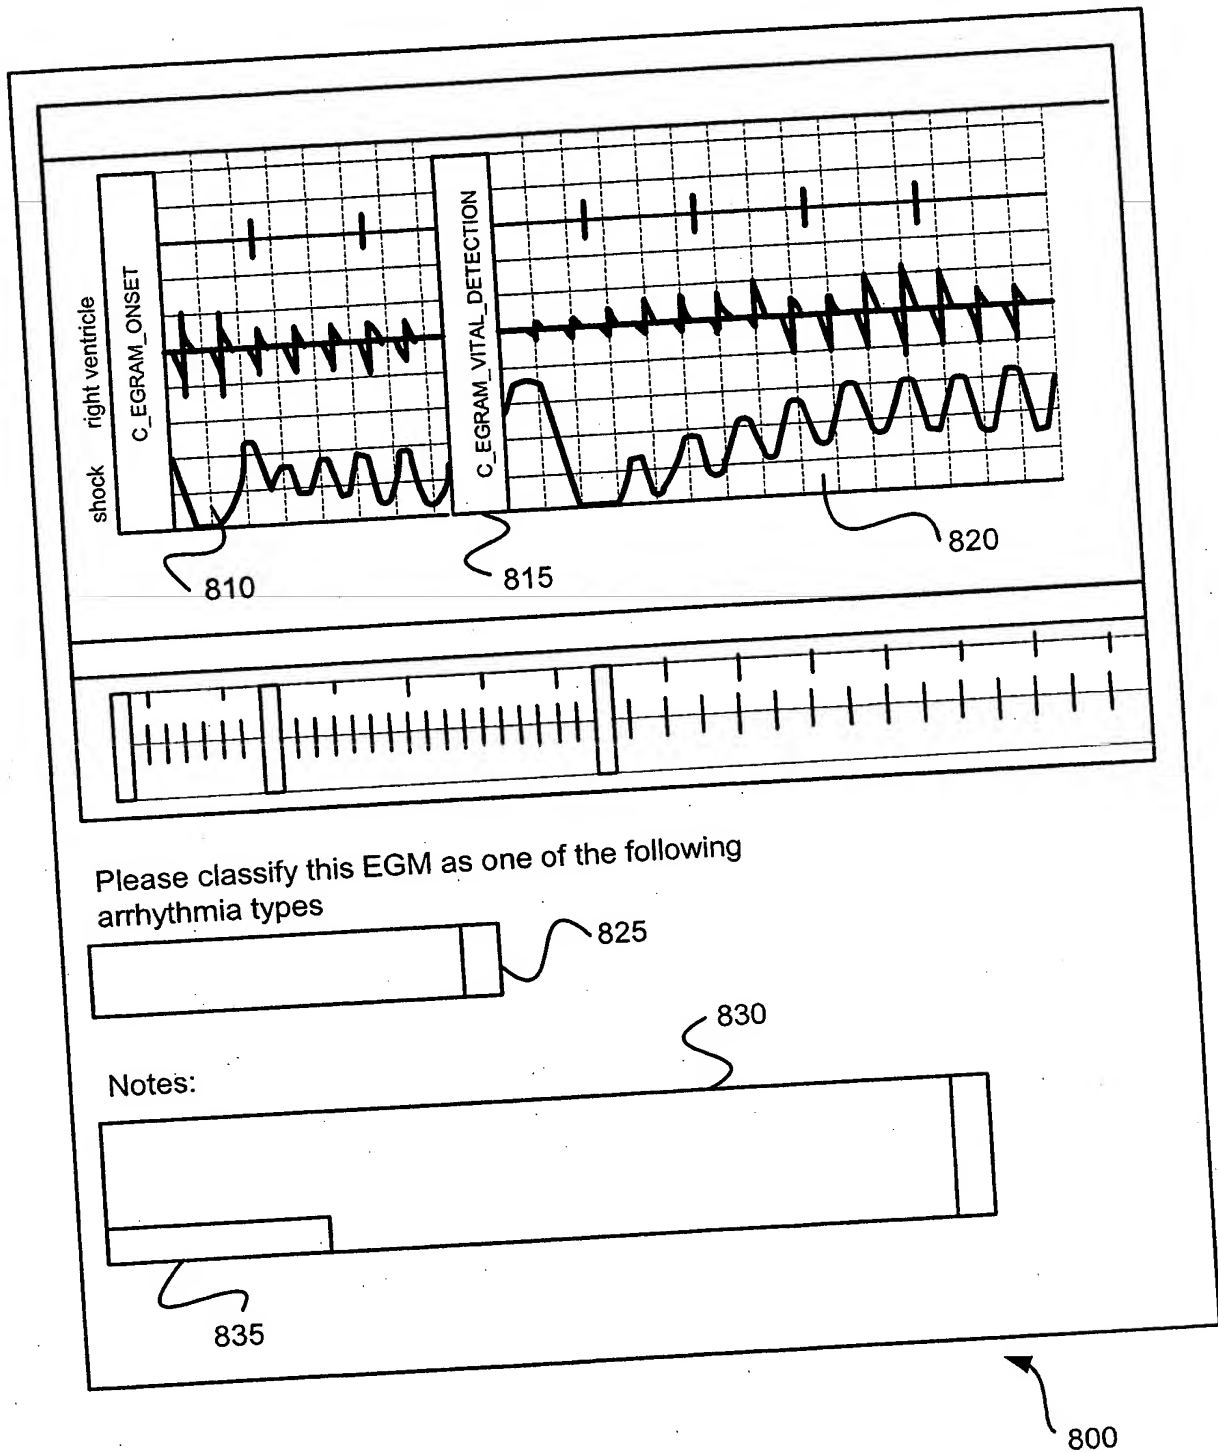 right ventricle
shock
C_EGRAM_ONSET
C_EGRAM_VITAL_DETECTION
810
815
820
Please classify this EGM as one of the following
arrhythmia types
825
830
Notes:
835
800